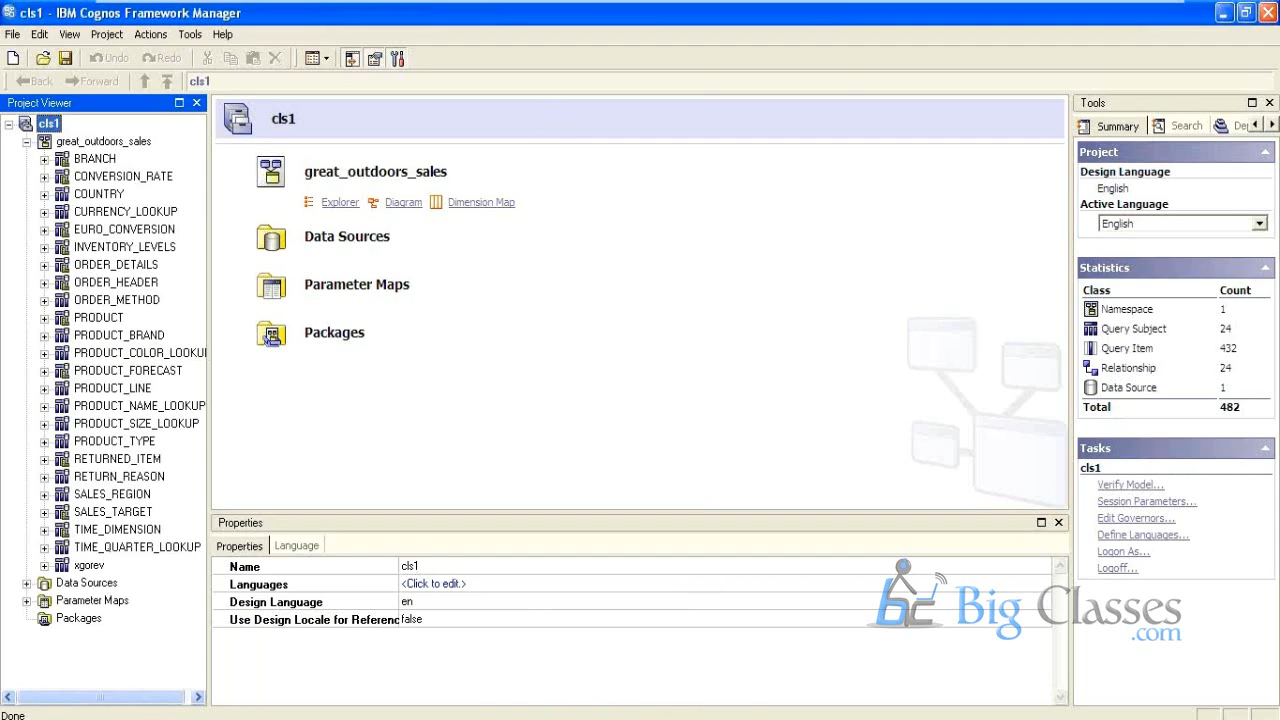 cls1 - IBM Cognos Framework Manager
File Edit View Project Actions Tools Help
Undo Redo
Back Forward cls1
Project Viewer
cls1
great_outdoors_sales
BRANCH
CONVERSION_RATE
COUNTRY
CURRENCY_LOOKUP
EURO_CONVERSION
INVENTORY_LEVELS
ORDER_DETAILS
ORDER_HEADER
ORDER_METHOD
PRODUCT
PRODUCT_BRAND
PRODUCT_COLOR_LOOKU
PRODUCT_FORECAST
PRODUCT_LINE
PRODUCT_NAME_LOOKUP
PRODUCT_SIZE_LOOKUP
PRODUCT_TYPE
RETURNED_ITEM
RETURN_REASON
SALES_REGION
SALES_TARGET
TIME_DIMENSION
TIME_QUARTER_LOOKUP
xgorev
Data Sources
Parameter Maps
Packages
cls1
great_outdoors_sales
Explorer Diagram Dimension Map
Data Sources
Parameter Maps
Packages
Properties
Properties Language
Name cls1
Languages <Click to edit.>
Design Language en
Use Design Locale for Referenc false
Tools
Summary Search De
Project
Design Language
English
Active Language
English
Statistics
Class Count
Namespace 1
Query Subject 24
Query Item 432
Relationship 24
Data Source 1
Total 482
Tasks
cls1
Verify Model...
Session Parameters...
Edit Governors...
Define Languages...
Logon As...
Logoff...
Big Classes
.com
Done